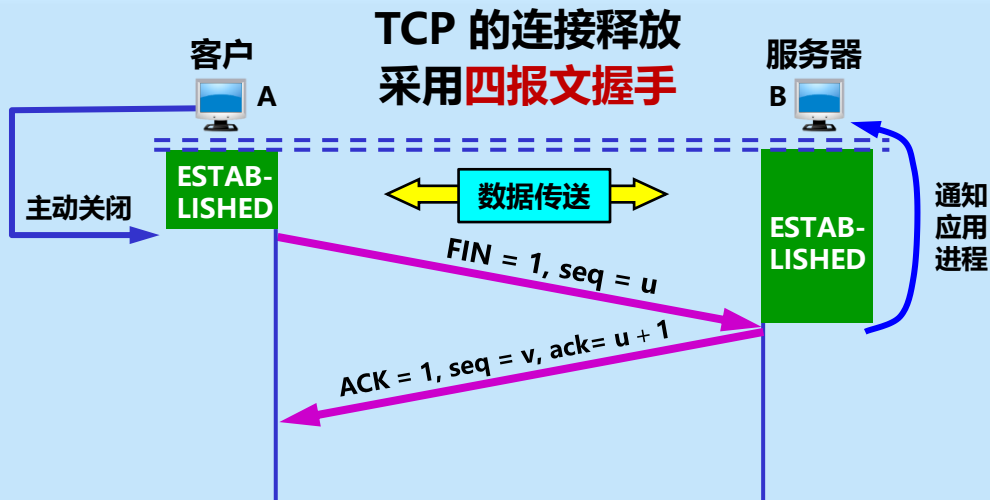 TCP 的连接释放
采用四报文握手
客户
A
服务器
B
ESTAB-
LISHED
主动关闭
数据传送
ESTAB-
LISHED
通知
应用
进程
FIN = 1, seq = u
ACK = 1, seq = v, ack= u + 1